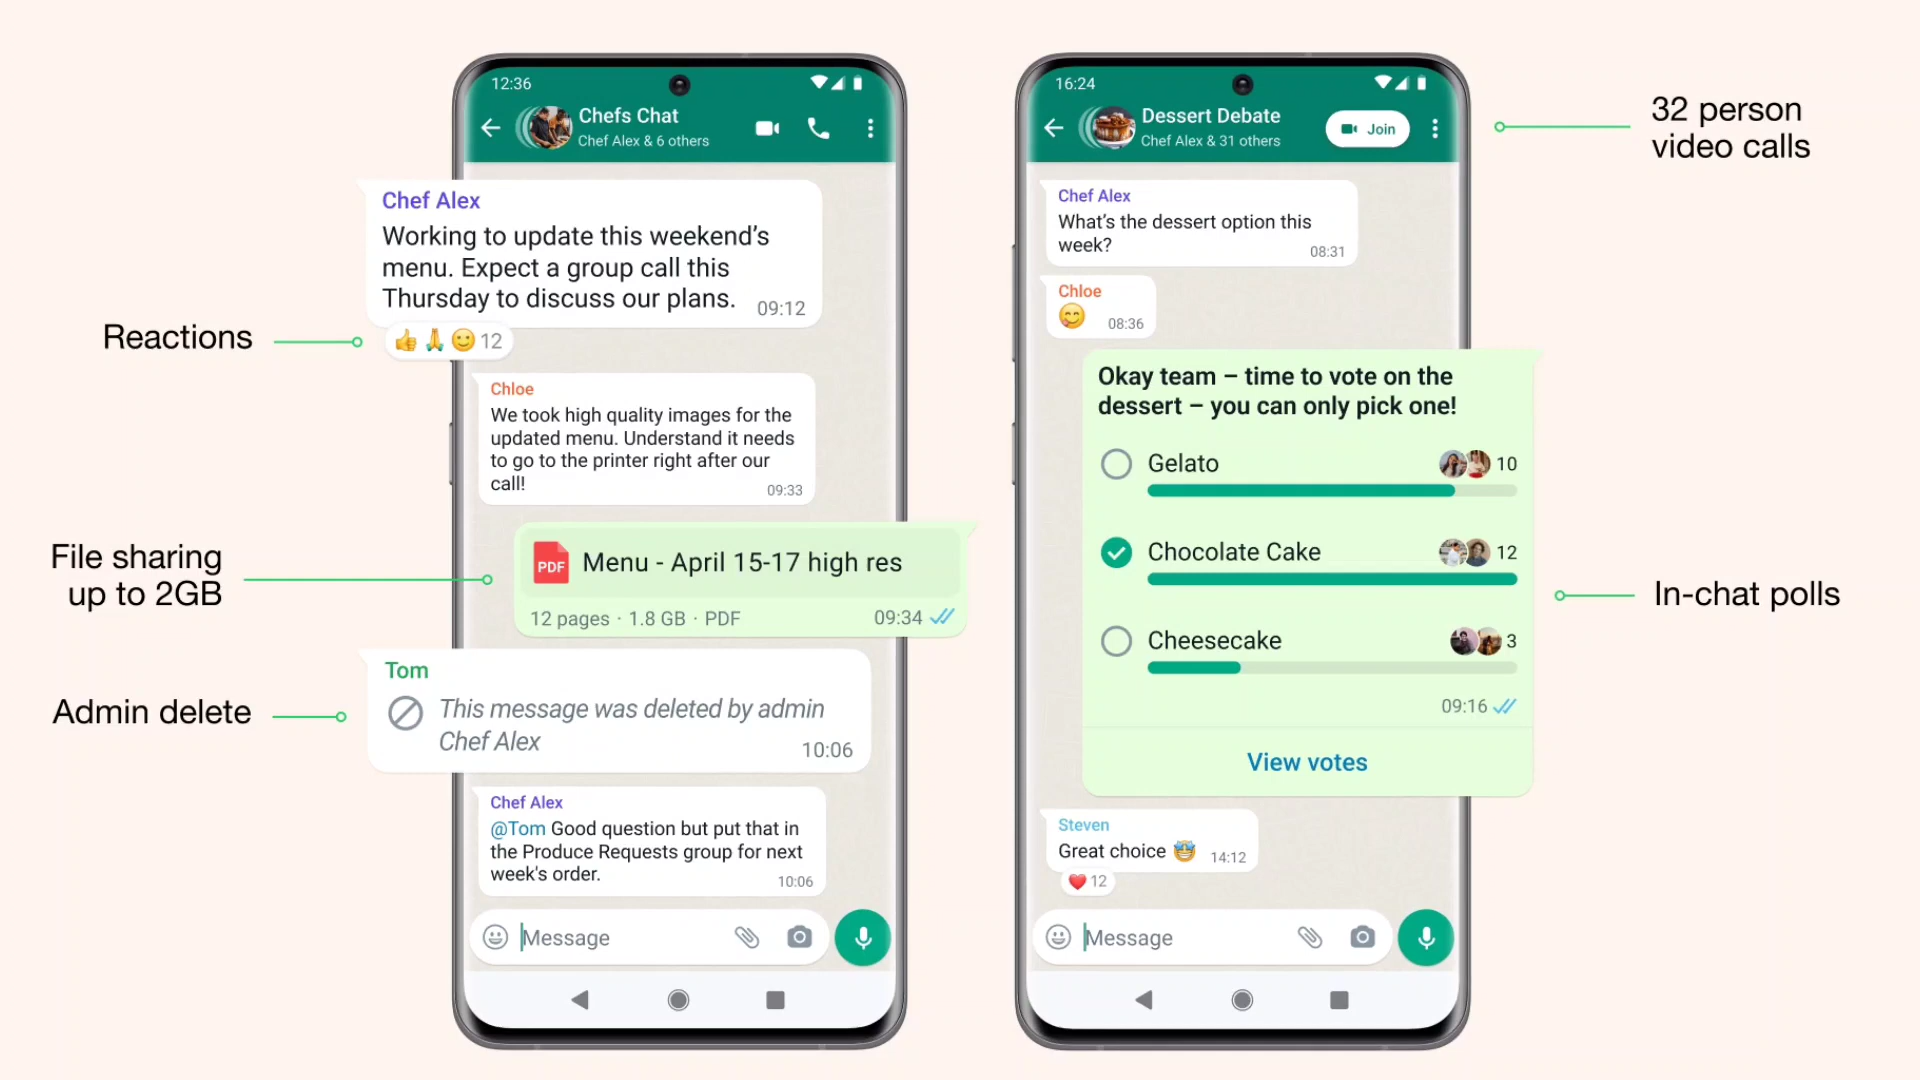 Reactions
File sharing
up to 2GB
Admin delete
12:36
Chefs Chat
Chef Alex & 6 others
Chef Alex
Working to update this weekend's
menu. Expect a group call this
Thursday to discuss our plans.
09:12
12
Chloe
We took high quality images for the
updated menu. Understand it needs
to go to the printer right after our
call!
09:33
PDF
Menu - April 15-17 high res
12 pages · 1.8 GB · PDF
09:34
Tom
This message was deleted by admin
Chef Alex
10:06
Chef Alex
@Tom Good question but put that in
the Produce Requests group for next
week's order.
10:06
Message
16:24
Dessert Debate
Chef Alex & 31 others
Join
Chef Alex
What's the dessert option this
week?
08:31
Chloe
08:36
Okay team – time to vote on the
dessert – you can only pick one!
Gelato
10
Chocolate Cake
12
Cheesecake
3
09:16
View votes
Steven
Great choice
14:12
12
Message
32 person
video calls
In-chat polls